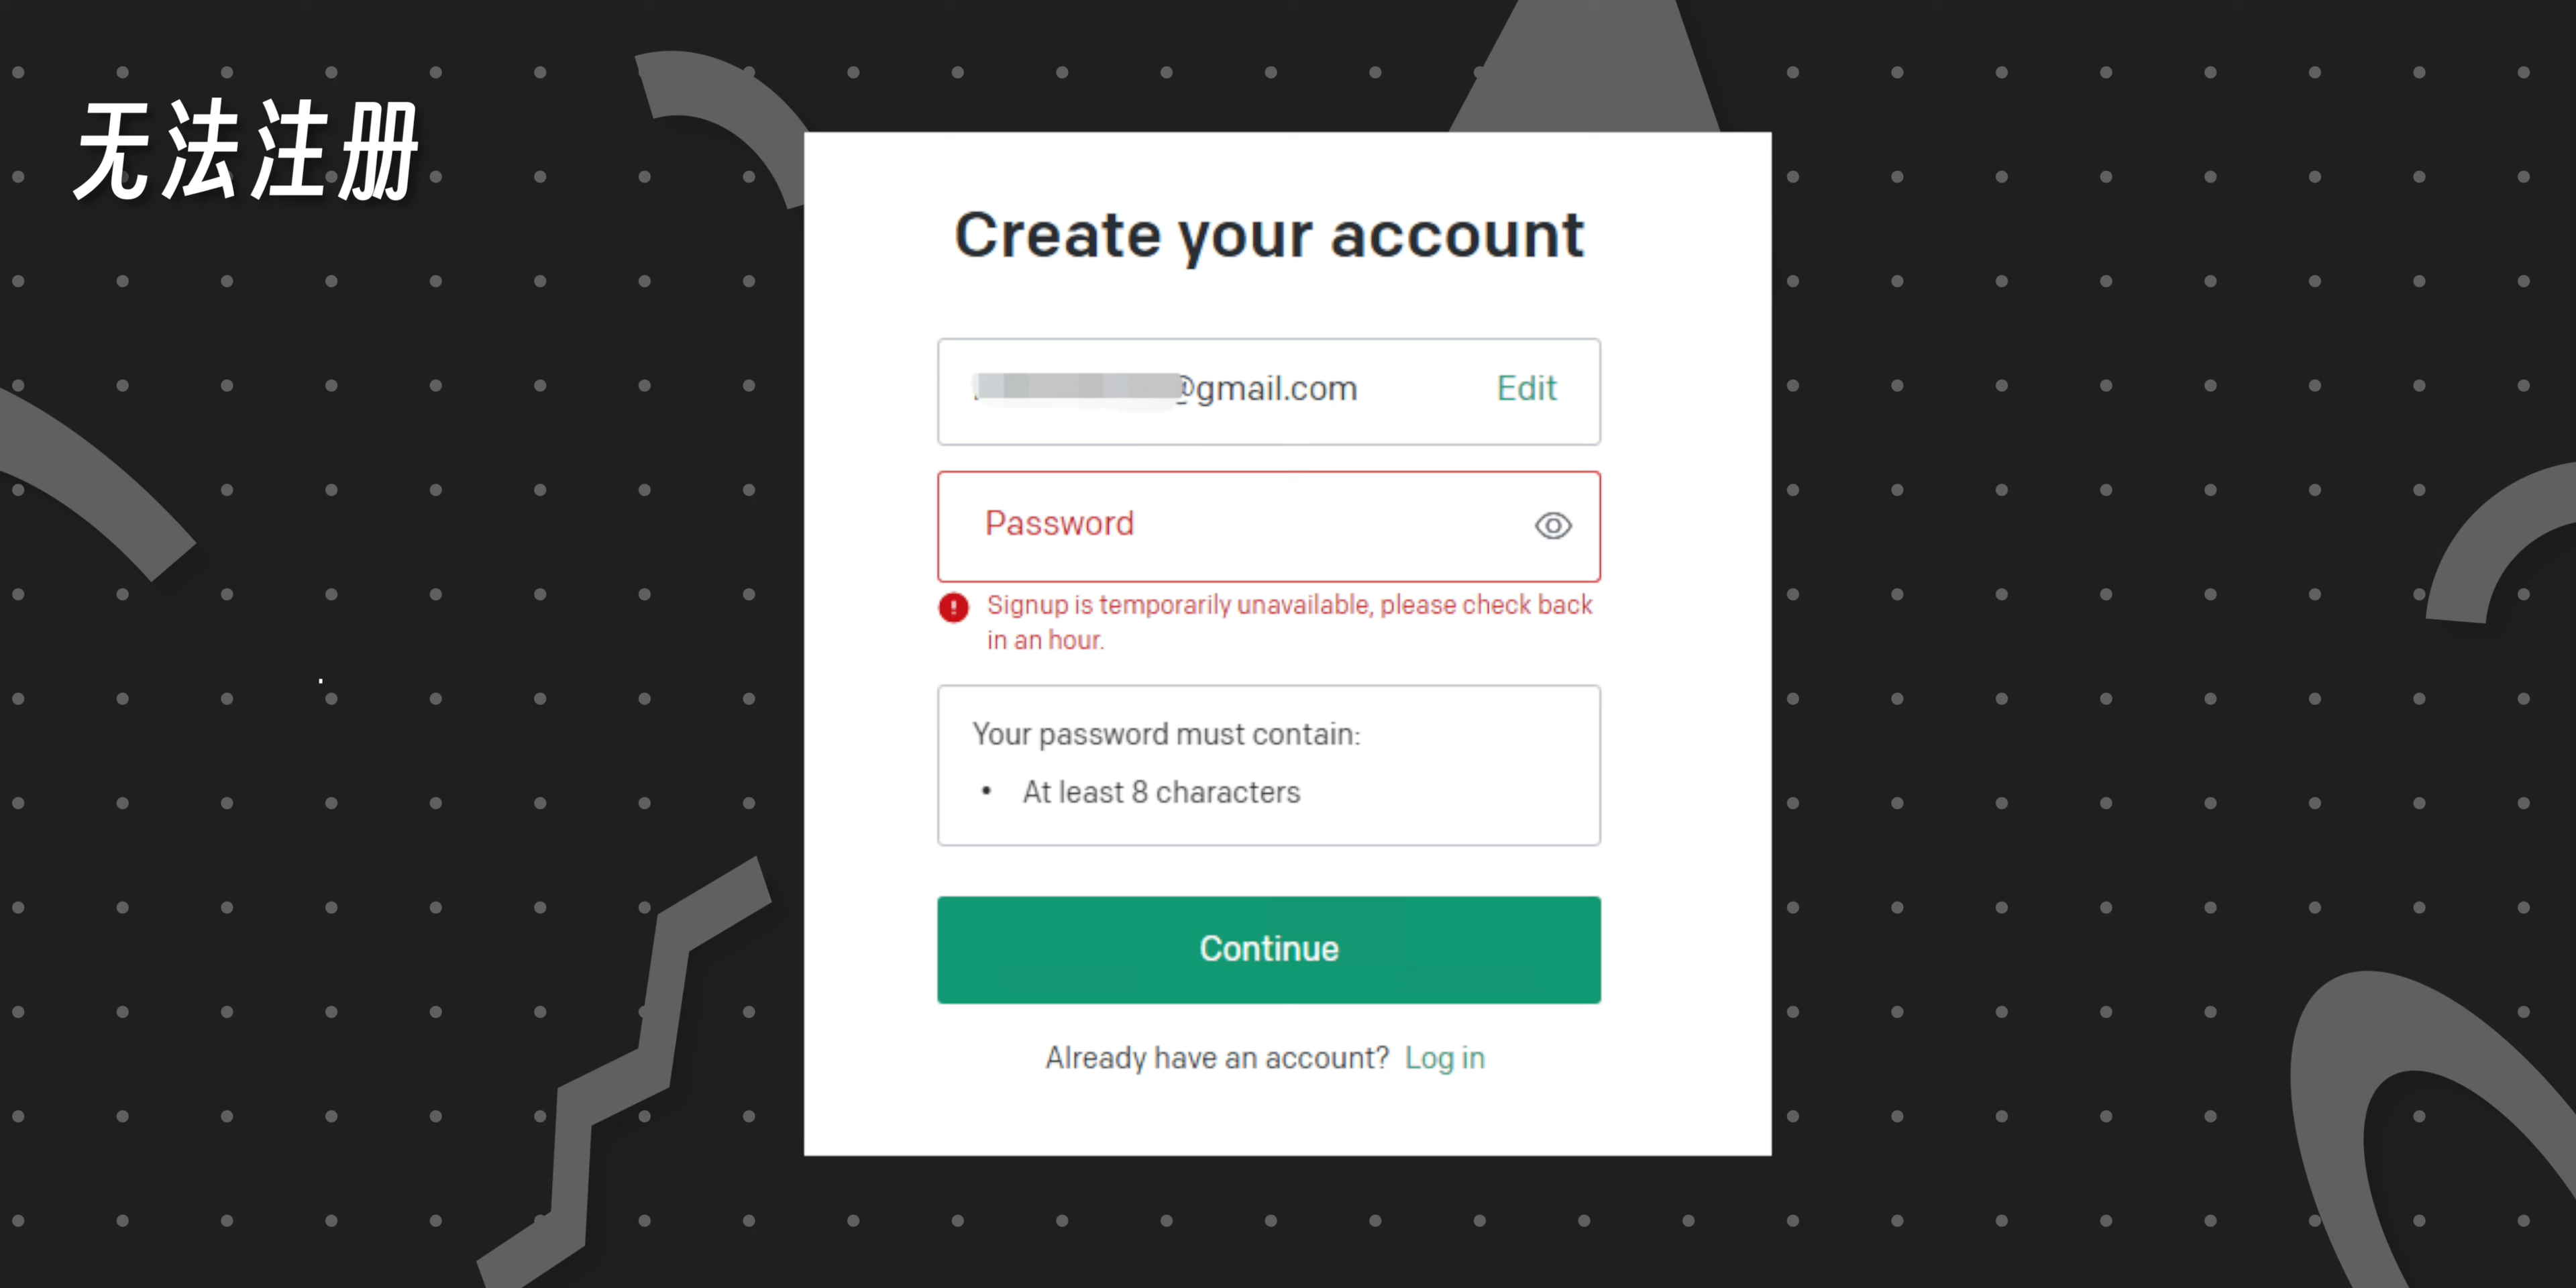 无法注册
Create your account
@gmail.com Edit
Password
Signup is temporarily unavailable, please check back
in an hour.
Your password must contain:
• At least 8 characters
Continue
Already have an account? Log in